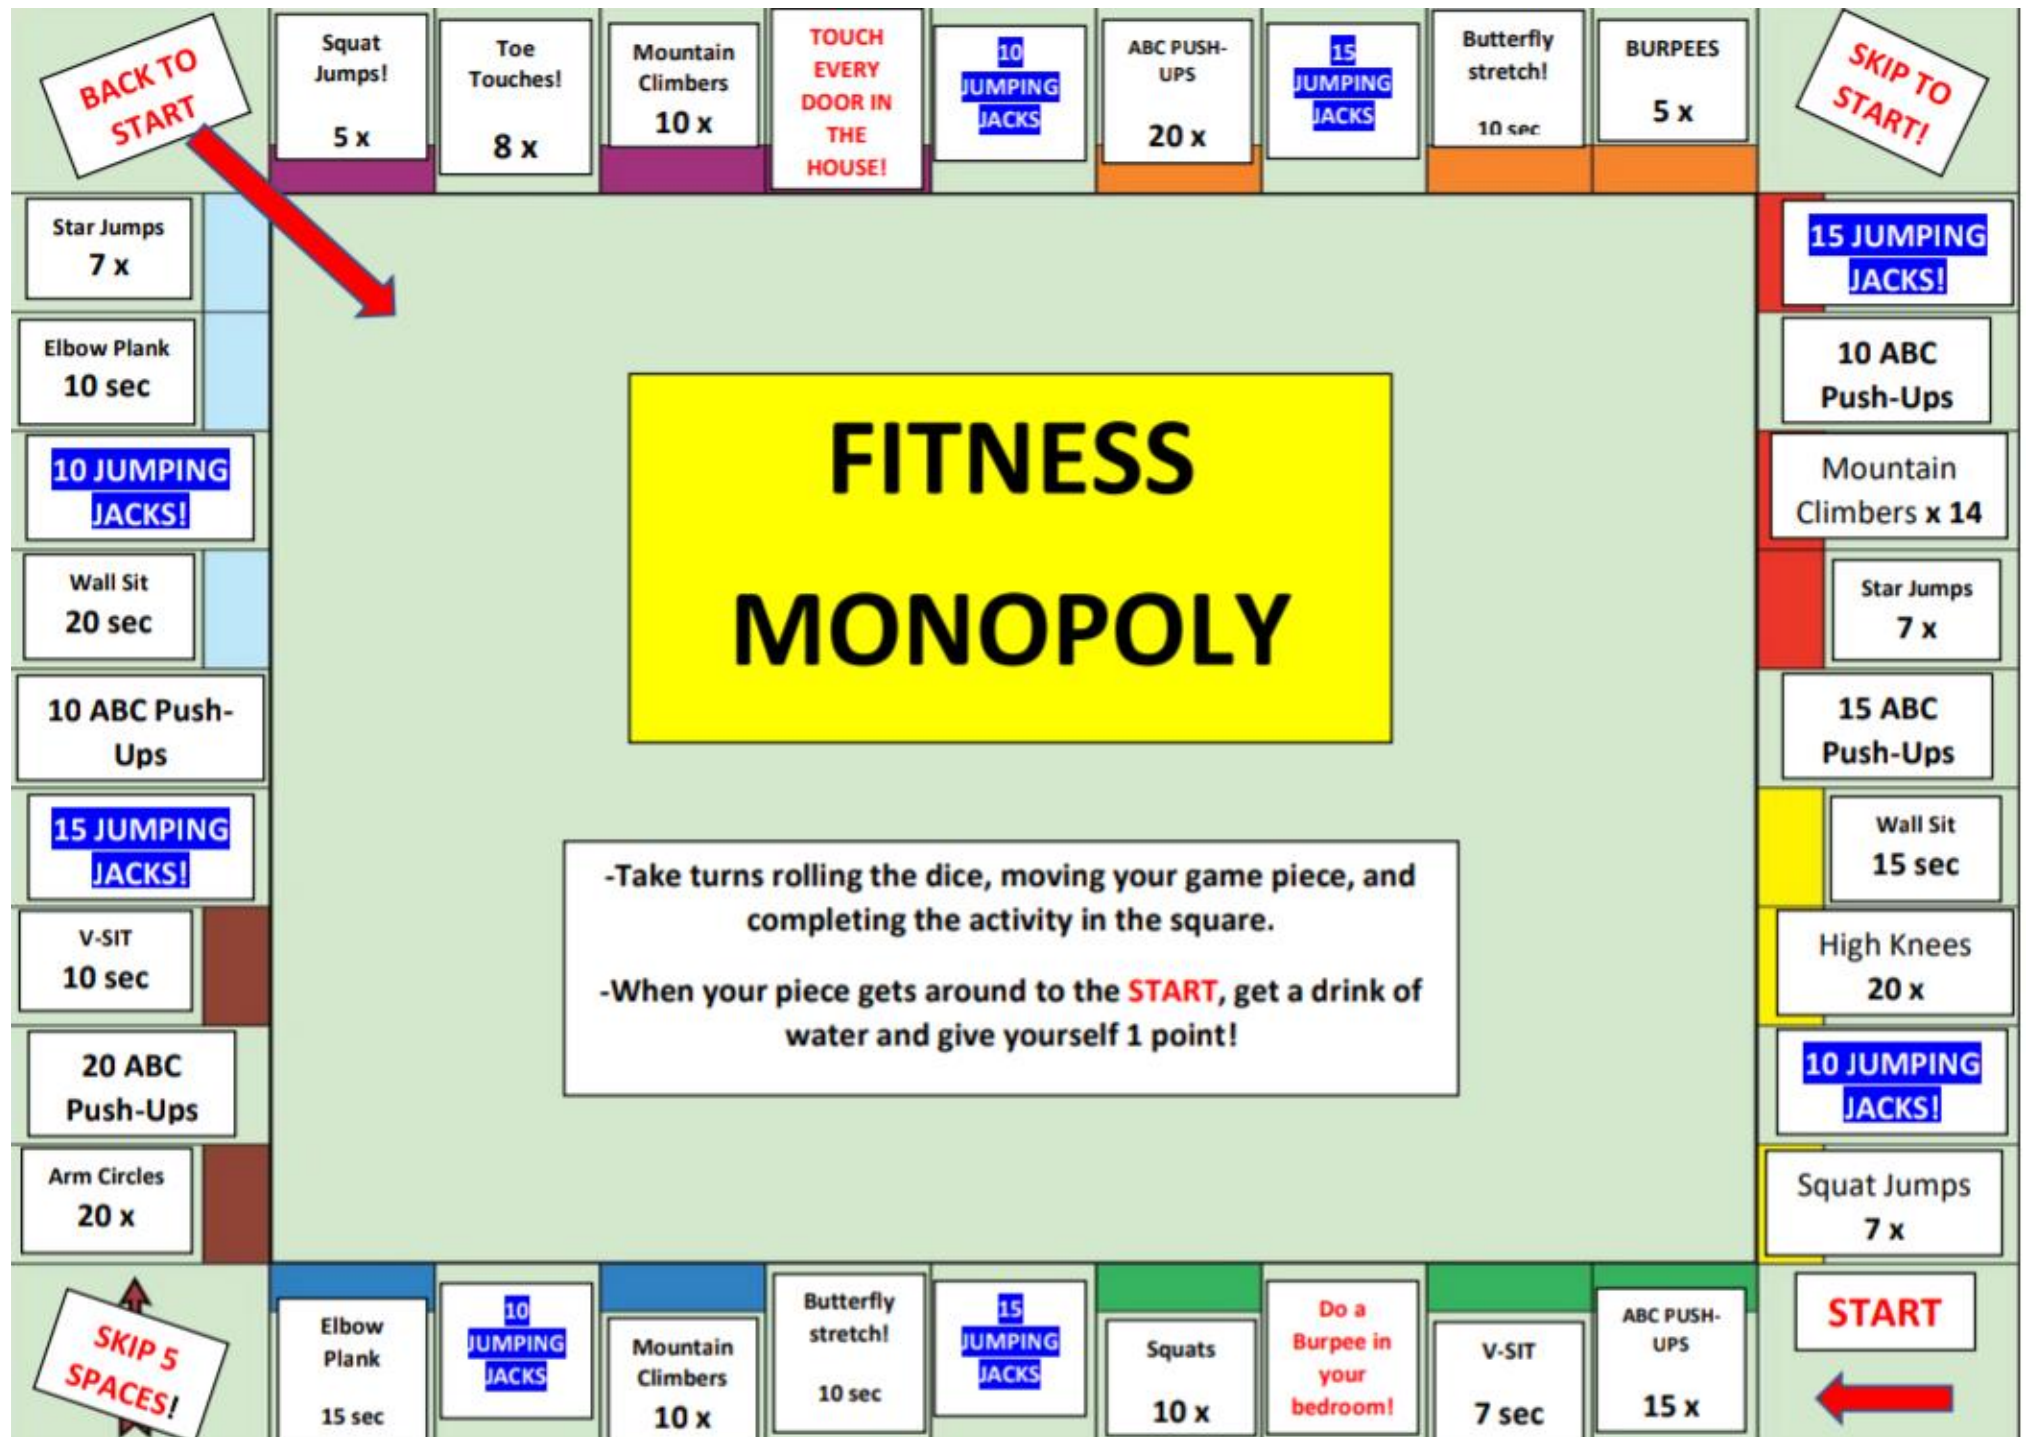 BACK TO
START
Squat
Jumps!
5 x
Toe
Touches!
8 x
Mountain
Climbers
10 x
TOUCH
EVERY
DOOR IN
THE
HOUSE!
10
JUMPING
JACKS
ABC PUSH-
UPS
20 x
15
JUMPING
JACKS
Butterfly
stretch!
10 sec
BURPEES
5 x
SKIP TO
START!
Star Jumps
7 x
Elbow Plank
10 sec
10 JUMPING
JACKS!
Wall Sit
20 sec
10 ABC Push-
Ups
15 JUMPING
JACKS!
V-SIT
10 sec
20 ABC
Push-Ups
Arm Circles
20 x
FITNESS
MONOPOLY
-Take turns rolling the dice, moving your game piece, and
completing the activity in the square.
-When your piece gets around to the START, get a drink of
water and give yourself 1 point!
15 JUMPING
JACKS!
10 ABC
Push-Ups
Mountain
Climbers x 14
Star Jumps
7 x
15 ABC
Push-Ups
Wall Sit
15 sec
High Knees
20 x
10 JUMPING
JACKS!
Squat Jumps
7 x
SKIP 5
SPACES!
Elbow
Plank
15 sec
10
JUMPING
JACKS
Mountain
Climbers
10 x
Butterfly
stretch!
10 sec
15
JUMPING
JACKS
Squats
10 x
Do a
Burpee in
your
bedroom!
V-SIT
7 sec
ABC PUSH-
UPS
15 x
START